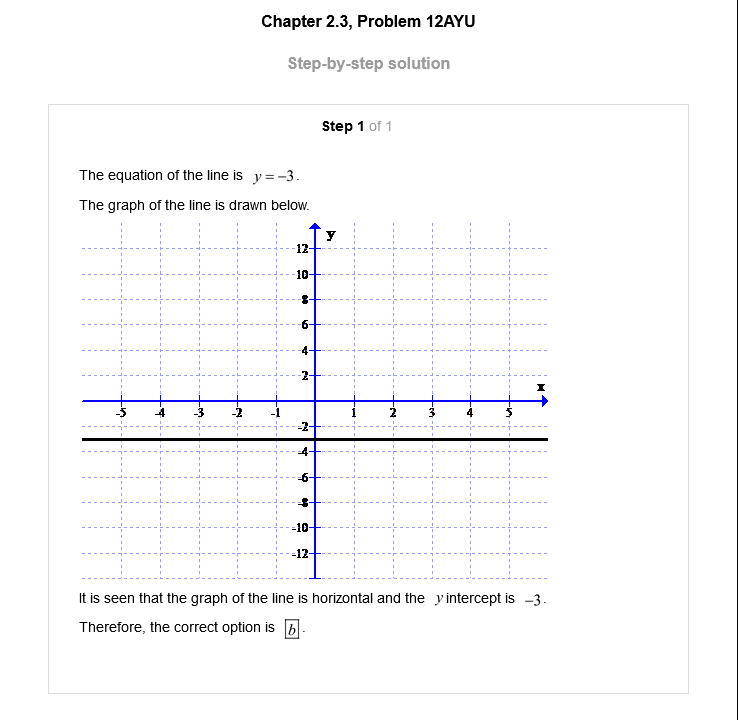 Chapter 2.3, Problem 12AYU
Step-by-step solution
Step 1 of 1
The equation of the line is y = −3.
The graph of the line is drawn below.
y
12
10
8
6
4
2
x
-5 -4 -3 -2 -1 1 2 3 4 5
-2
-4
-6
-8
-10
-12
It is seen that the graph of the line is horizontal and the y intercept is −3.
Therefore, the correct option is b.